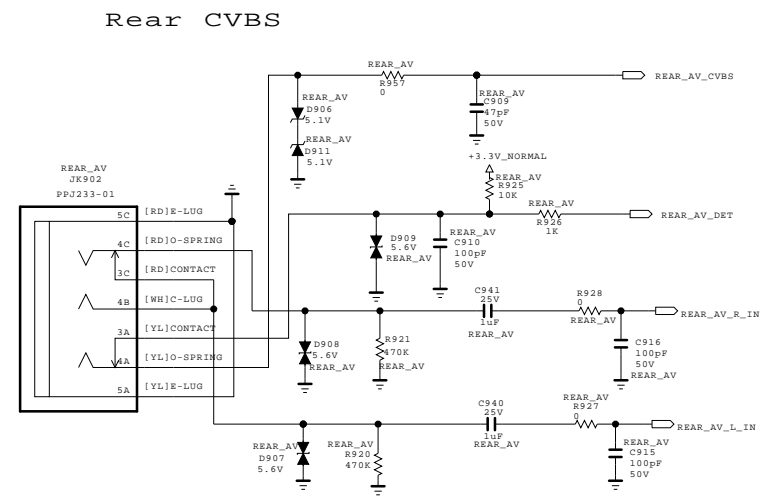 Rear CVBS
REAR_AV
R957
0
REAR_AV_CVBS
REAR_AV
D906
5.1V
REAR_AV
C909
47pF
50V
REAR_AV
D911
5.1V
+3.3V_NORMAL
REAR_AV
R925
10K
REAR_AV
JK902
PPJ233-01
REAR_AV
R926
1K
REAR_AV_DET
5C
[RD]E-LUG
4C
[RD]O-SPRING
3C
[RD]CONTACT
4B
[WH]C-LUG
3A
[YL]CONTACT
4A
[YL]O-SPRING
5A
[YL]E-LUG
D909
5.6V
REAR_AV
REAR_AV
C910
100pF
50V
C941
25V
1uF
REAR_AV
R928
0
REAR_AV
REAR_AV_R_IN
D908
5.6V
REAR_AV
R921
470K
REAR_AV
C916
100pF
50V
REAR_AV
C940
25V
1uF
REAR_AV
REAR_AV
R927
0
REAR_AV_L_IN
REAR_AV
D907
5.6V
REAR_AV
R920
470K
REAR_AV
C915
100pF
50V